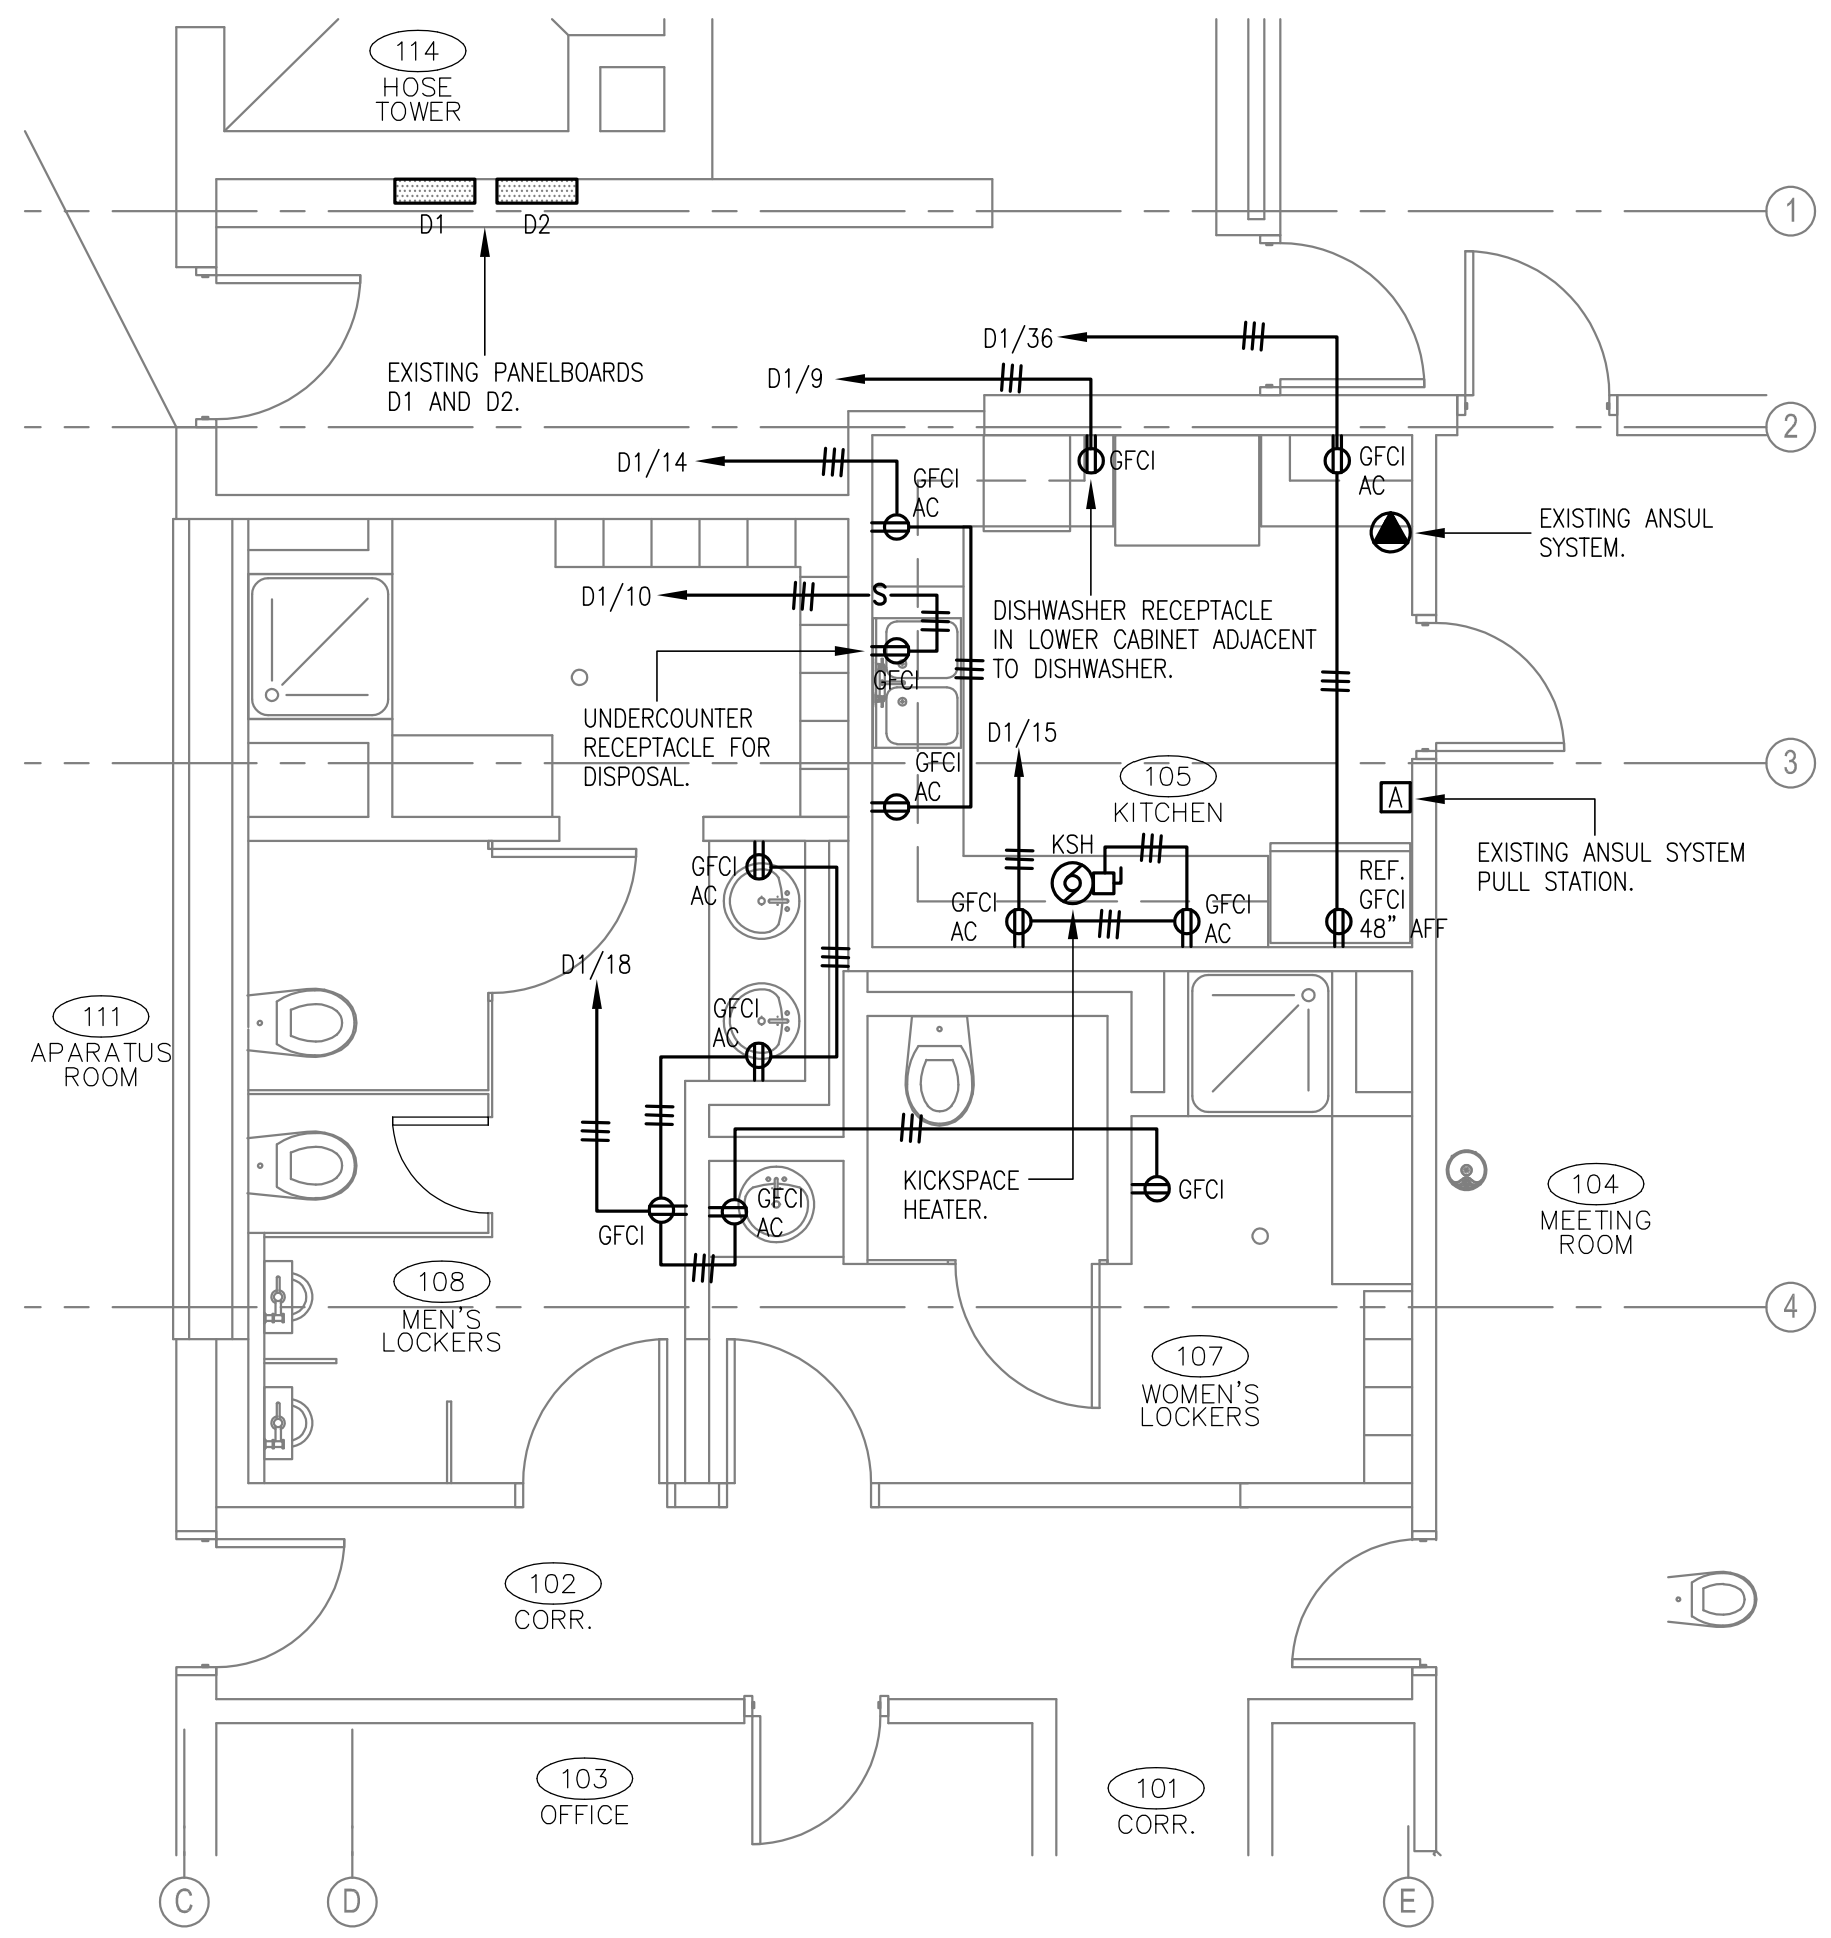 114
HOSE
TOWER
D1
D2
1
EXISTING PANELBOARDS
D1 AND D2.
D1/36
D1/9
2
D1/14
GFCI
AC
GFCI
GFCI
AC
EXISTING ANSUL
SYSTEM.
D1/10
S
GFCI
DISHWASHER RECEPTACLE
IN LOWER CABINET ADJACENT
TO DISHWASHER.
UNDERCOUNTER
RECEPTACLE FOR
DISPOSAL.
D1/15
GFCI
AC
105
KITCHEN
3
A
EXISTING ANSUL SYSTEM
PULL STATION.
KSH
GFCI
AC
GFCI
AC
GFCI
AC
REF.
GFCI
48" AFF
D1/18
GFCI
AC
111
APARATUS
ROOM
KICKSPACE
HEATER.
GFCI
GFCI
AC
GFCI
104
MEETING
ROOM
108
MEN'S
LOCKERS
4
107
WOMEN'S
LOCKERS
102
CORR.
103
OFFICE
101
CORR.
C
D
E